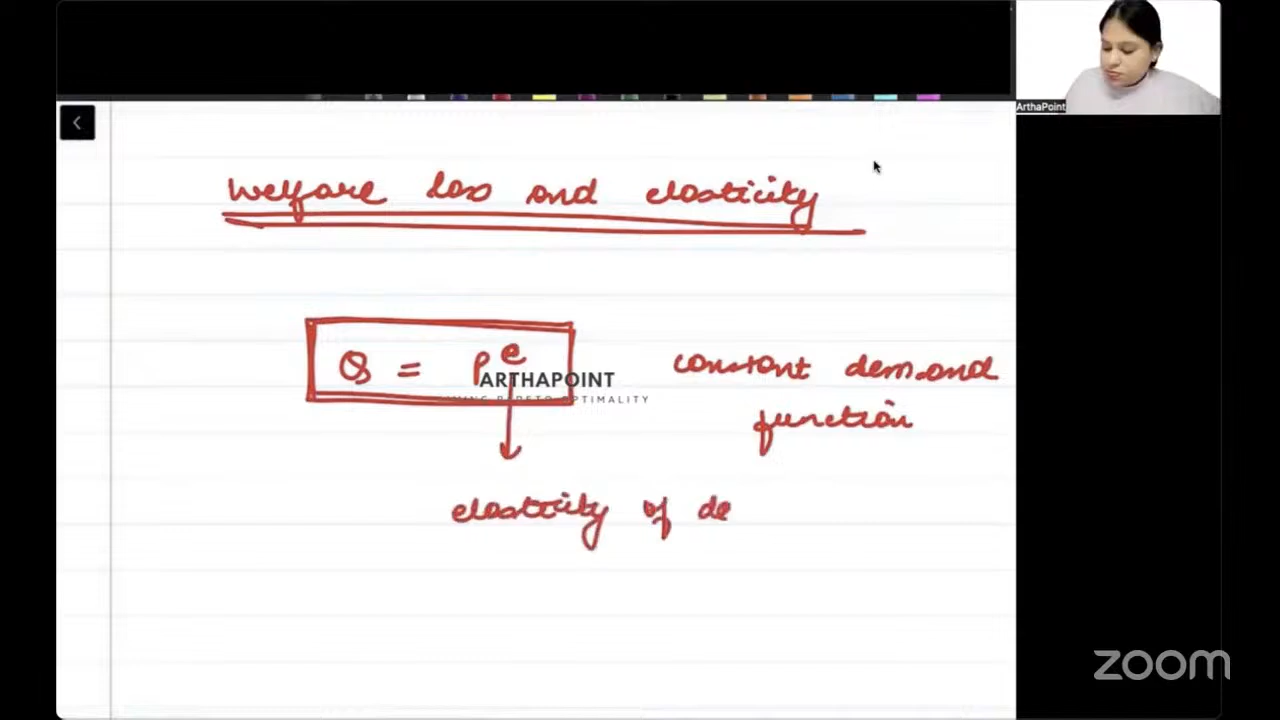 ArthaPoint
welfare loss and elasticity
Q = P^e
constant demand
function
ARTHAPOINT
elasticity of de
zoom